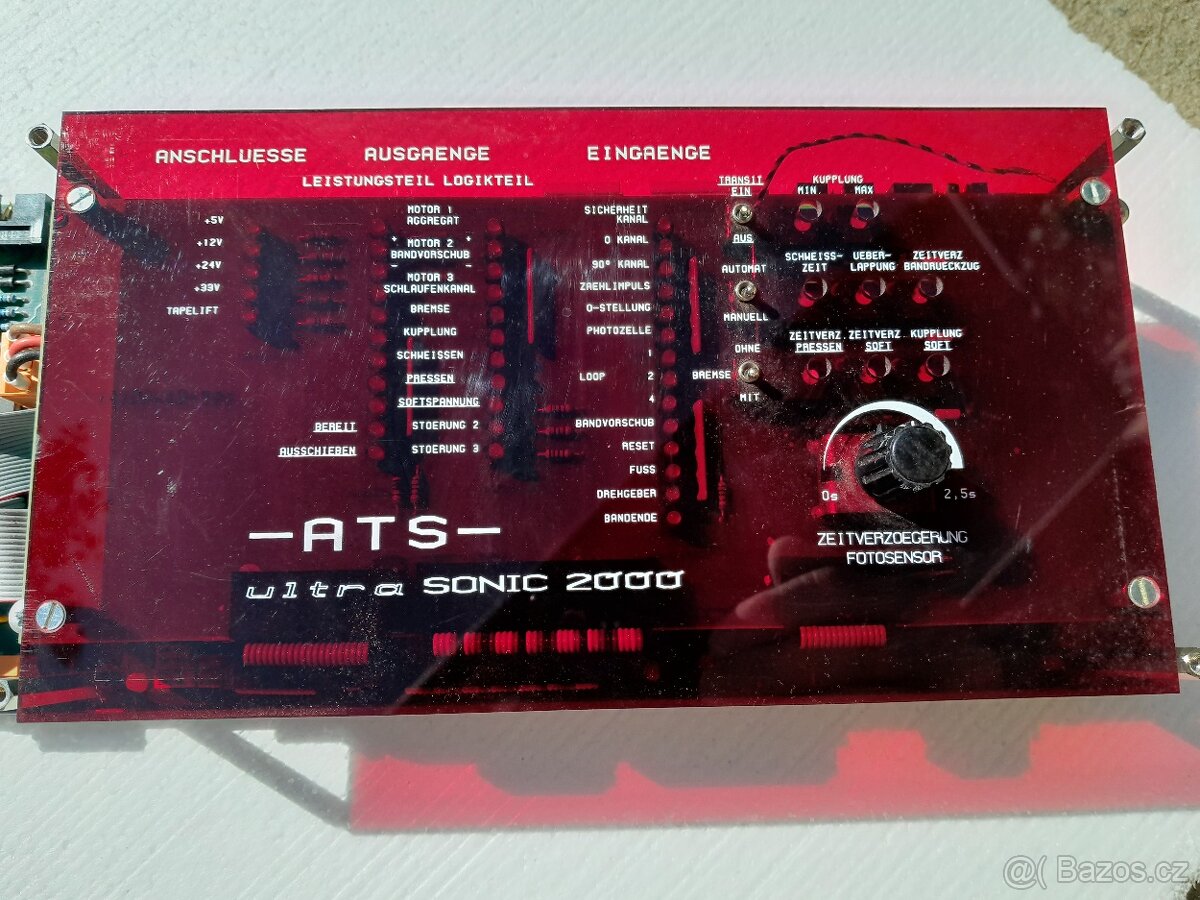 ANSCHLUESSE
AUSGAENGE
EINGAENGE
LEISTUNGSTEIL LOGIKTEIL
+5V
+12V
+24V
+33V
TAPELIFT
MOTOR 1
AGGREGAT
+ MOTOR 2 +
BANDVORSCHUB
- MOTOR 3 -
SCHLAUFENKANAL
BREMSE
KUPPLUNG
SCHWEISSEN
PRESSEN
SOFTSPANNUNG
BEREIT
STOERUNG 2
AUSSCHIEBEN
STOERUNG 3
SICHERHEIT
KANAL
0 KANAL
90° KANAL
ZAEHLIMPULS
0-STELLUNG
PHOTOZELLE
1
LOOP 2
4
BANDVORSCHUB
RESET
FUSS
DREHGEBER
BANDENDE
TRANSIT
EIN
AUS
AUTOMAT
MANUELL
OHNE
BREMSE
MIT
KUPPLUNG
MIN. MAX
SCHWEISS-
ZEIT
UEBER-
LAPPUNG
ZEITVERZ
BANDRUECKZUG
ZEITVERZ.
PRESSEN
ZEITVERZ.
SOFT
KUPPLUNG
SOFT
0s 2,5s
ZEITVERZOEGERUNG
FOTOSENSOR
-ATS-
ultra SONIC 2000
@( Bazos.cz